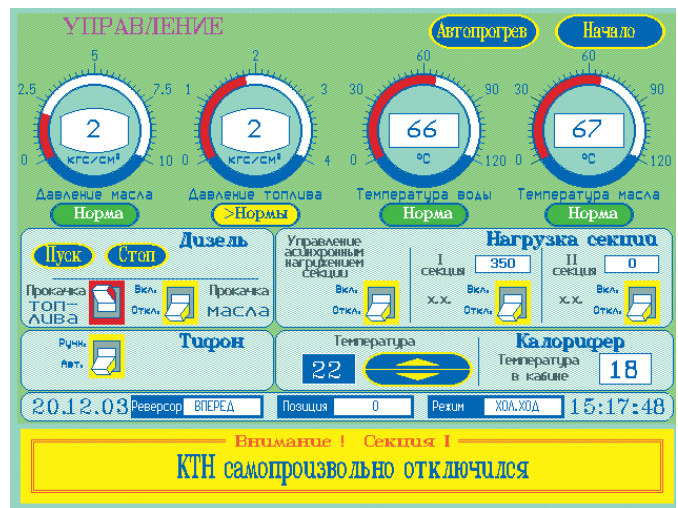 УПРАВЛЕНИЕ
Автопрогрев
Начало
5
2
60
60
2.5
7.5
1
3
30
90
30
90
2
2
66
67
кгс/см²
кгс/см²
°C
°C
0
10
0
4
0
120
0
120
Давление масла
Давление топлива
Температура воды
Температура масла
Норма
>Нормы
Норма
Норма
Дизель
Пуск
Стоп
Прокачка
топ-
лива
Вкл.
Откл.
Прокачка
масла
Управление
асинхронным
нагружением
секции
Вкл.
Откл.
Нагрузка секции
I
секция
350
II
секция
0
х.х.
Вкл.
Откл.
х.х.
Вкл.
Откл.
Тифон
Ручн.
Авт.
Температура
22
Калорифер
Температура
в кабине
18
20.12.03 Реверсор ВПЕРЕД Позиция 0 Режим ХОЛ.ХОД 15:17:48
Внимание ! Секция I
КТН самопроизвольно отключился